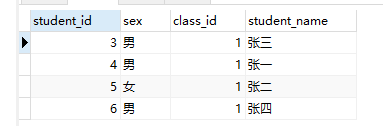 student_id sex class_id student_name
3 男 1 张三
4 男 1 张一
5 女 1 张二
6 男 1 张四